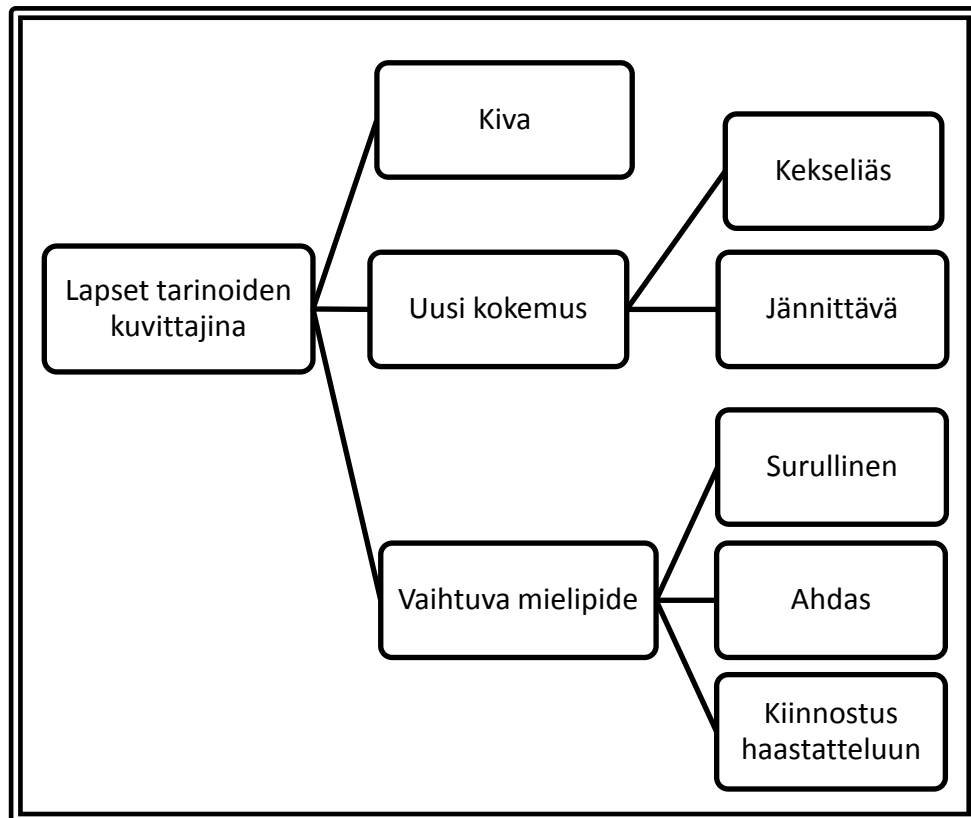 Lapset tarinoiden
kuvittajina
Kiva
Uusi kokemus
Kekseliäs
Jännittävä
Vaihtuva mielipide
Surullinen
Ahdas
Kiinnostus
haastatteluun